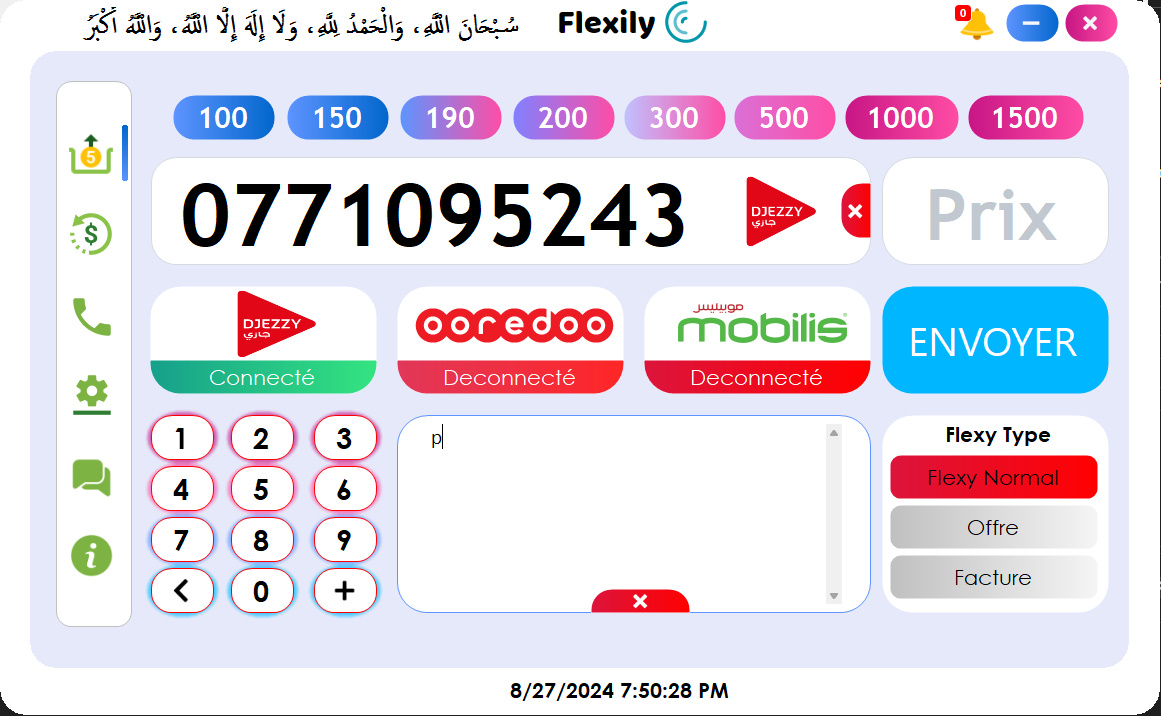 سُبْحَانَ اللَّهِ، وَالْحَمْدُ لِلَّهِ، وَلَا إِلَهَ إِلَّا اللَّهُ، وَاللَّهُ أَكْبَرُ
Flexily
0
100 150 190 200 300 500 1000 1500
0771095243 DJEZZY جازي Prix
DJEZZY جازي
ooredoo
موبيليس
mobilis
ENVOYER
Connecté Deconnecté Deconnecté
1 2 3
4 5 6
7 8 9
0 +
p
Flexy Type
Flexy Normal
Offre
Facture
5
$
8/27/2024 7:50:28 PM